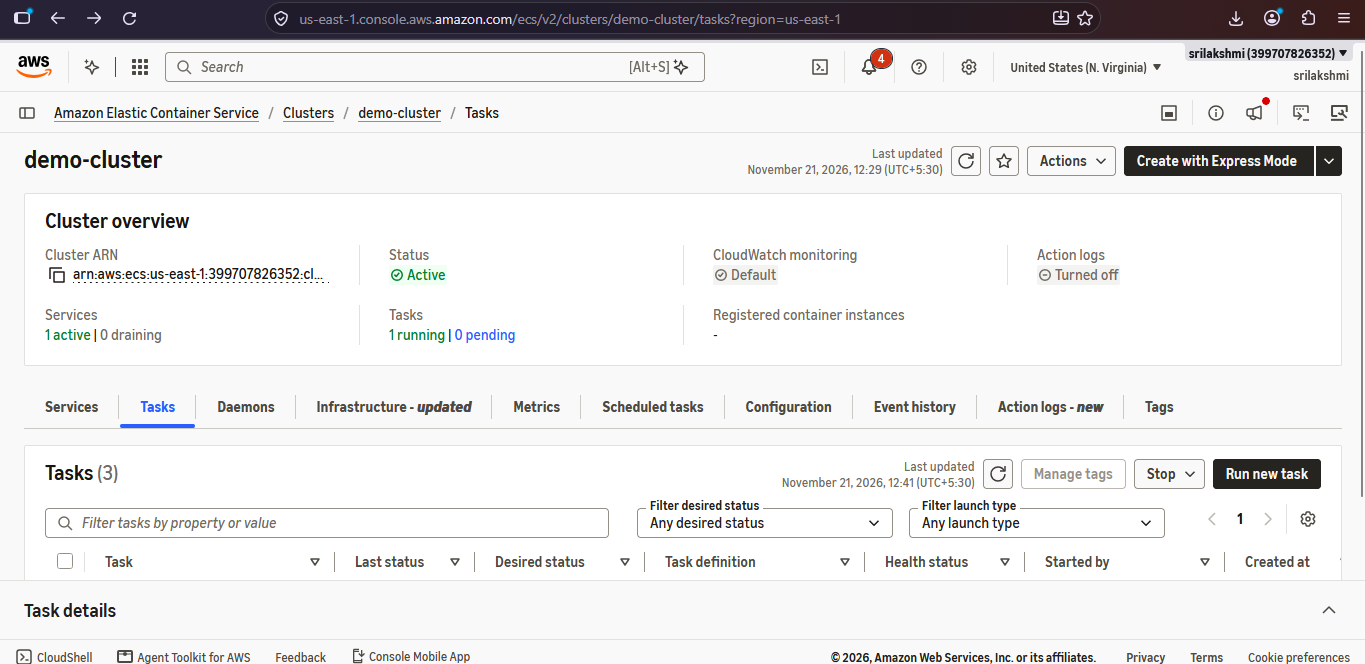 us-east-1.console.aws.amazon.com/ecs/v2/clusters/demo-cluster/tasks?region=us-east-1
aws
Search
[Alt+S]
4
United States (N. Virginia)
srilakshmi (399707826352)
srilakshmi
Amazon Elastic Container Service / Clusters / demo-cluster / Tasks
demo-cluster
Last updated
November 21, 2026, 12:29 (UTC+5:30)
Actions
Create with Express Mode
Cluster overview
Cluster ARN
arn:aws:ecs:us-east-1:399707826352:cl...
Status
Active
CloudWatch monitoring
Default
Action logs
Turned off
Services
1 active | 0 draining
Tasks
1 running | 0 pending
Registered container instances
-
Services
Tasks
Daemons
Infrastructure - updated
Metrics
Scheduled tasks
Configuration
Event history
Action logs - new
Tags
Tasks (3)
Last updated
November 21, 2026, 12:41 (UTC+5:30)
Manage tags
Stop
Run new task
Filter tasks by property or value
Filter desired status
Any desired status
Filter launch type
Any launch type
1
Task
Last status
Desired status
Task definition
Health status
Started by
Created at
Task details
CloudShell
Agent Toolkit for AWS
Feedback
Console Mobile App
© 2026, Amazon Web Services, Inc. or its affiliates.
Privacy
Terms
Cookie preferences